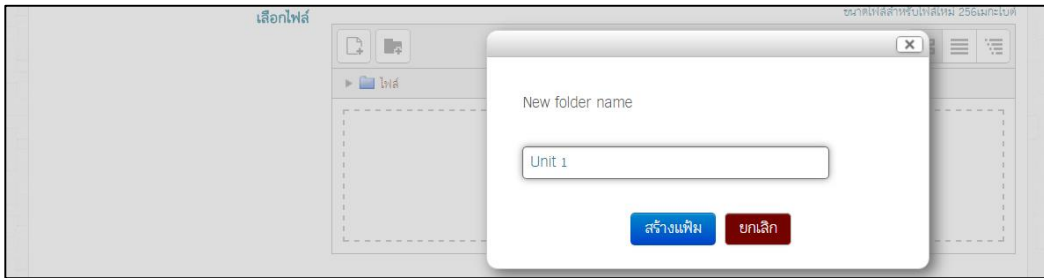 ขนาดไฟล์สำหรับไฟล์ใหม่ 256เมกะไบต์
เลือกไฟล์
ไฟล์
New folder name
Unit 1
สร้างแฟ้ม
ยกเลิก